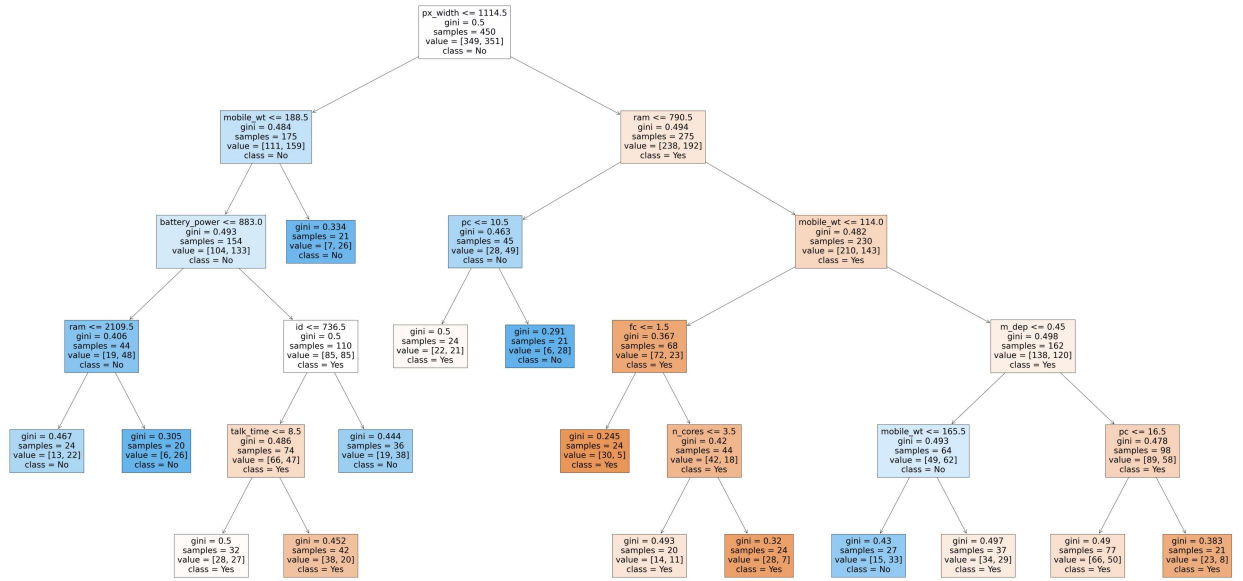 px_width <= 1114.5
gini = 0.5
samples = 450
value = [349, 351]
class = No
mobile_wt <= 188.5
gini = 0.484
samples = 175
value = [111, 159]
class = No
ram <= 790.5
gini = 0.494
samples = 275
value = [238, 192]
class = Yes
battery_power <= 883.0
gini = 0.493
samples = 154
value = [104, 133]
class = No
gini = 0.334
samples = 21
value = [7, 26]
class = No
pc <= 10.5
gini = 0.463
samples = 45
value = [28, 49]
class = No
mobile_wt <= 114.0
gini = 0.482
samples = 230
value = [210, 143]
class = Yes
ram <= 2109.5
gini = 0.406
samples = 44
value = [19, 48]
class = No
id <= 736.5
gini = 0.5
samples = 110
value = [85, 85]
class = Yes
gini = 0.5
samples = 24
value = [22, 21]
class = Yes
gini = 0.291
samples = 21
value = [6, 28]
class = No
fc <= 1.5
gini = 0.367
samples = 68
value = [72, 23]
class = Yes
m_dep <= 0.45
gini = 0.498
samples = 162
value = [138, 120]
class = Yes
gini = 0.467
samples = 24
value = [13, 22]
class = No
gini = 0.305
samples = 20
value = [6, 26]
class = No
talk_time <= 8.5
gini = 0.486
samples = 74
value = [66, 47]
class = Yes
gini = 0.444
samples = 36
value = [19, 38]
class = No
gini = 0.245
samples = 24
value = [30, 5]
class = Yes
n_cores <= 3.5
gini = 0.42
samples = 44
value = [42, 18]
class = Yes
mobile_wt <= 165.5
gini = 0.493
samples = 64
value = [49, 62]
class = No
pc <= 16.5
gini = 0.478
samples = 98
value = [89, 58]
class = Yes
gini = 0.5
samples = 32
value = [28, 27]
class = Yes
gini = 0.452
samples = 42
value = [38, 20]
class = Yes
gini = 0.493
samples = 20
value = [14, 11]
class = Yes
gini = 0.32
samples = 24
value = [28, 7]
class = Yes
gini = 0.43
samples = 27
value = [15, 33]
class = No
gini = 0.497
samples = 37
value = [34, 29]
class = Yes
gini = 0.49
samples = 77
value = [66, 50]
class = Yes
gini = 0.383
samples = 21
value = [23, 8]
class = Yes